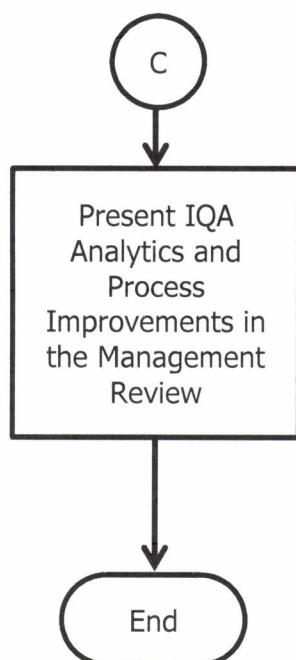 C
Present IQA
Analytics and
Process
Improvements in
the Management
Review
End